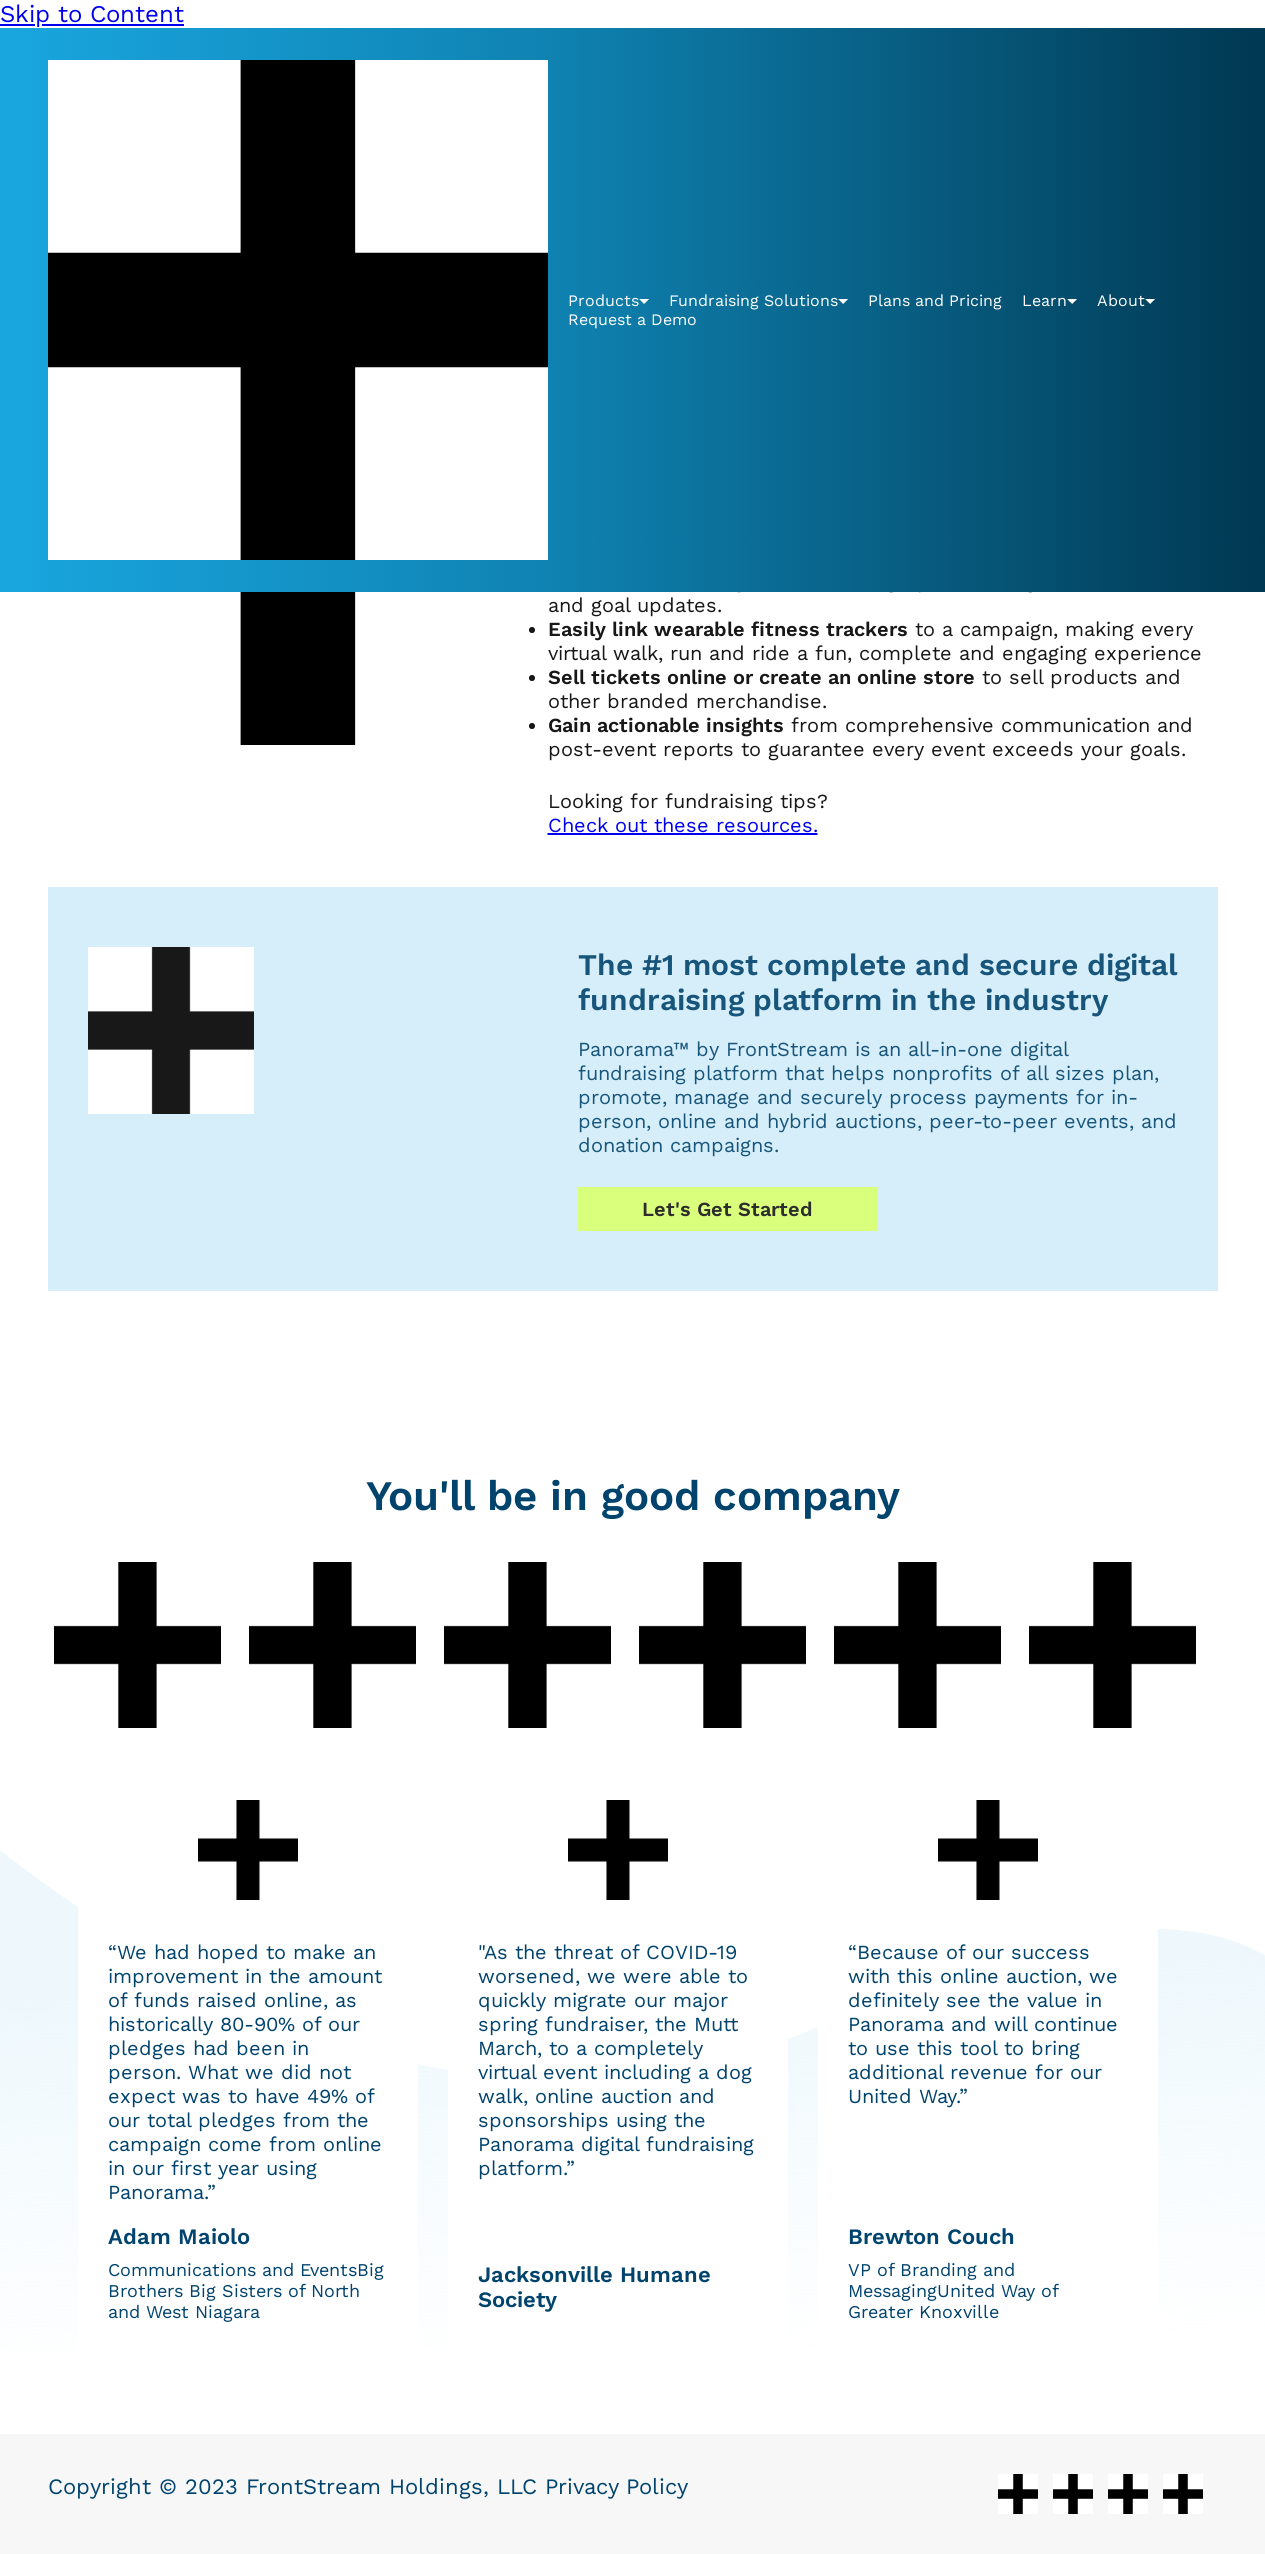 Skip to Content
Products Fundraising Solutions Plans and Pricing Learn About
Request a Demo
and goal updates.
Easily link wearable fitness trackers to a campaign, making every
virtual walk, run and ride a fun, complete and engaging experience
Sell tickets online or create an online store to sell products and
other branded merchandise.
Gain actionable insights from comprehensive communication and
post-event reports to guarantee every event exceeds your goals.
Looking for fundraising tips?
Check out these resources.
The #1 most complete and secure digital
fundraising platform in the industry
Panorama™ by FrontStream is an all-in-one digital
fundraising platform that helps nonprofits of all sizes plan,
promote, manage and securely process payments for in-
person, online and hybrid auctions, peer-to-peer events, and
donation campaigns.
Let's Get Started
You'll be in good company
“We had hoped to make an
improvement in the amount
of funds raised online, as
historically 80-90% of our
pledges had been in
person. What we did not
expect was to have 49% of
our total pledges from the
campaign come from online
in our first year using
Panorama.”
Adam Maiolo
Communications and EventsBig
Brothers Big Sisters of North
and West Niagara
"As the threat of COVID-19
worsened, we were able to
quickly migrate our major
spring fundraiser, the Mutt
March, to a completely
virtual event including a dog
walk, online auction and
sponsorships using the
Panorama digital fundraising
platform.”
Jacksonville Humane
Society
“Because of our success
with this online auction, we
definitely see the value in
Panorama and will continue
to use this tool to bring
additional revenue for our
United Way.”
Brewton Couch
VP of Branding and
MessagingUnited Way of
Greater Knoxville
Copyright © 2023 FrontStream Holdings, LLC Privacy Policy